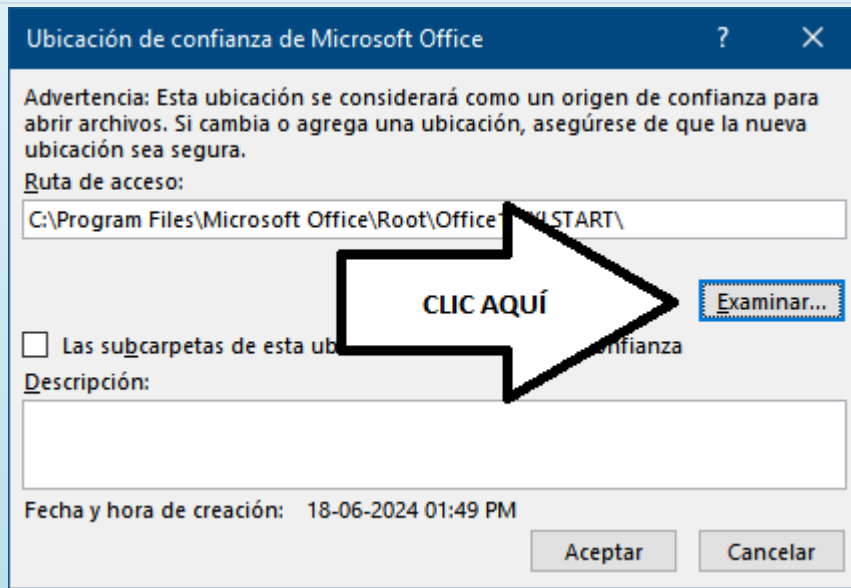 Ubicación de confianza de Microsoft Office ?
Advertencia: Esta ubicación se considerará como un origen de confianza para
abrir archivos. Si cambia o agrega una ubicación, asegúrese de que la nueva
ubicación sea segura.
Ruta de acceso:
C:\Program Files\Microsoft Office\Root\Office1 START\
CLIC AQUÍ
Examinar...
Las subcarpetas de esta confianza
Descripción:
Fecha y hora de creación: 18-06-2024 01:49 PM
Aceptar Cancelar